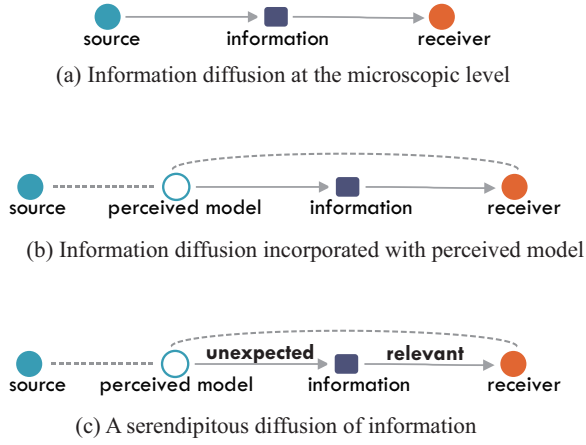 source information receiver
(a) Information diffusion at the microscopic level
source perceived model information receiver
(b) Information diffusion incorporated with perceived model
unexpected relevant
source perceived model information receiver
(c) A serendipitous diffusion of information